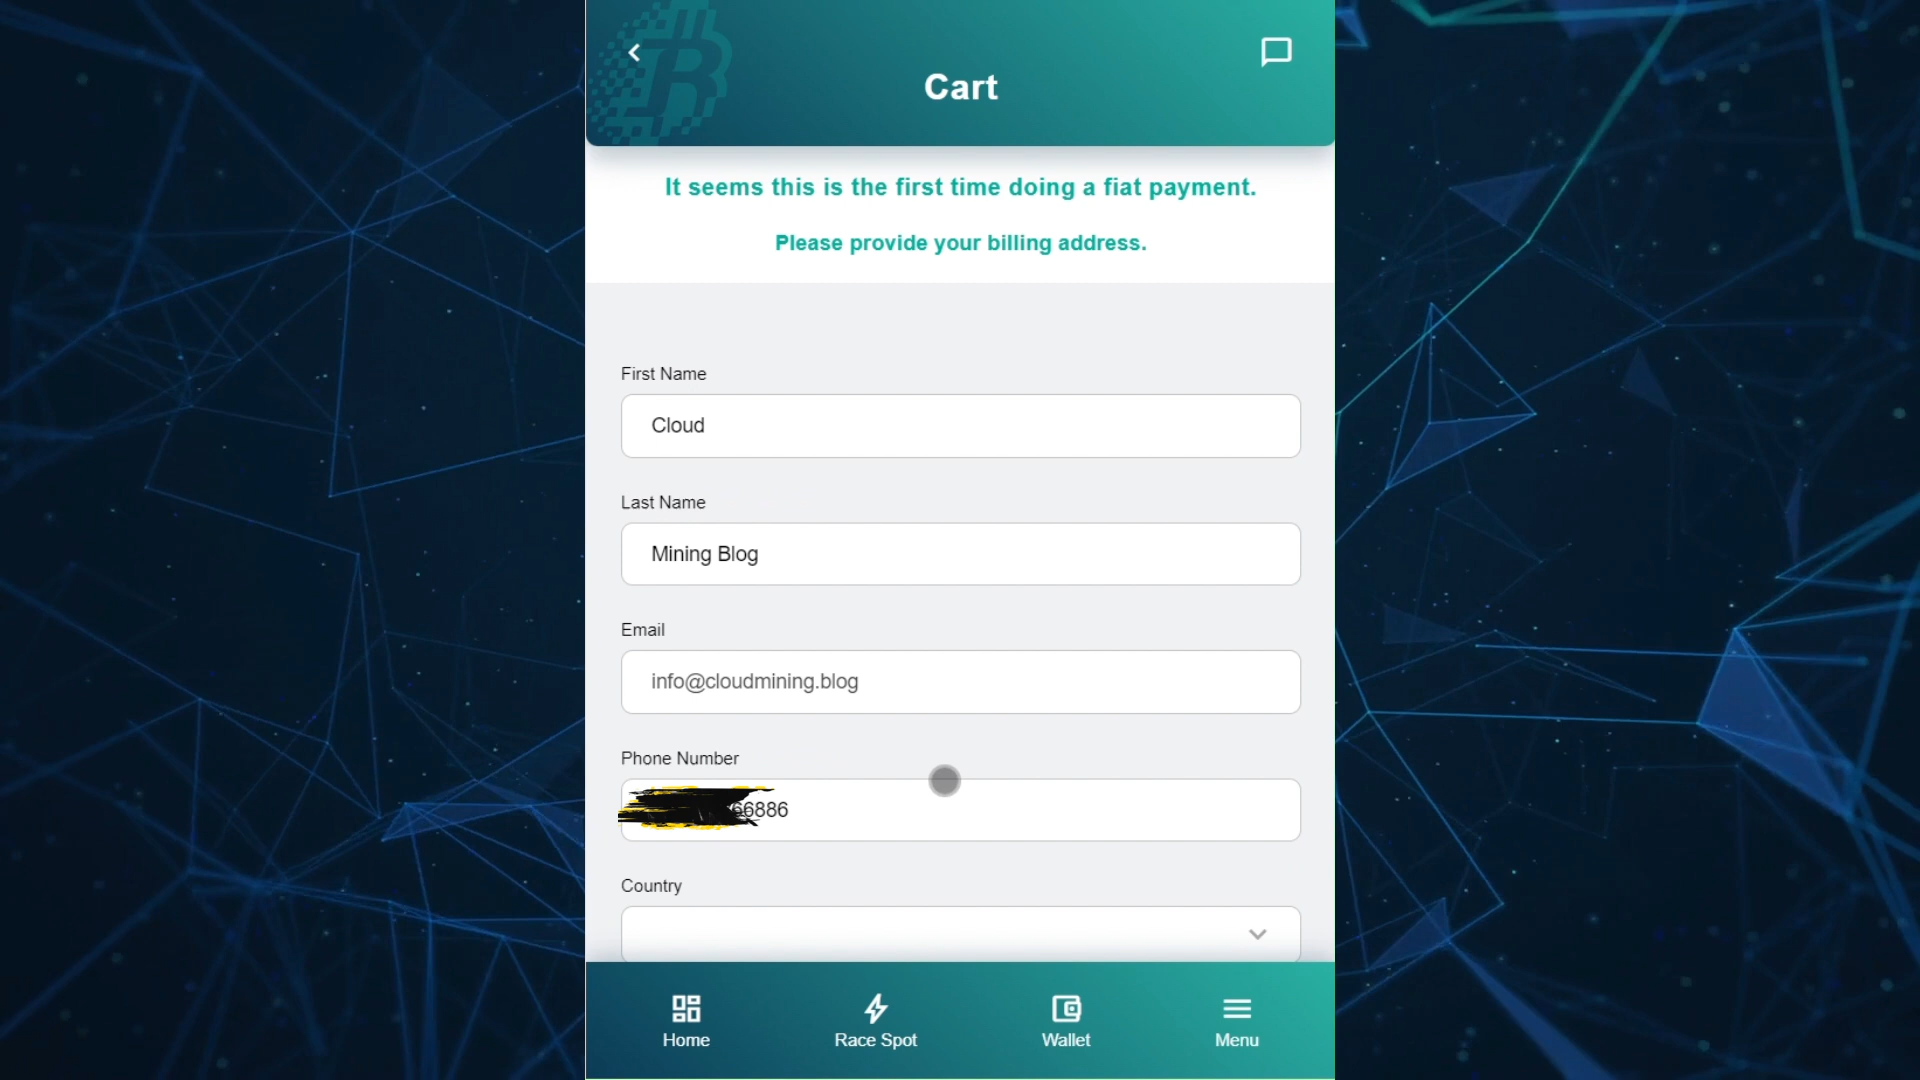 Cart
It seems this is the first time doing a fiat payment.
Please provide your billing address.
First Name
Cloud
Last Name
Mining Blog
Email
info@cloudmining.blog
Phone Number
66886
Country
Home
Race Spot
Wallet
Menu